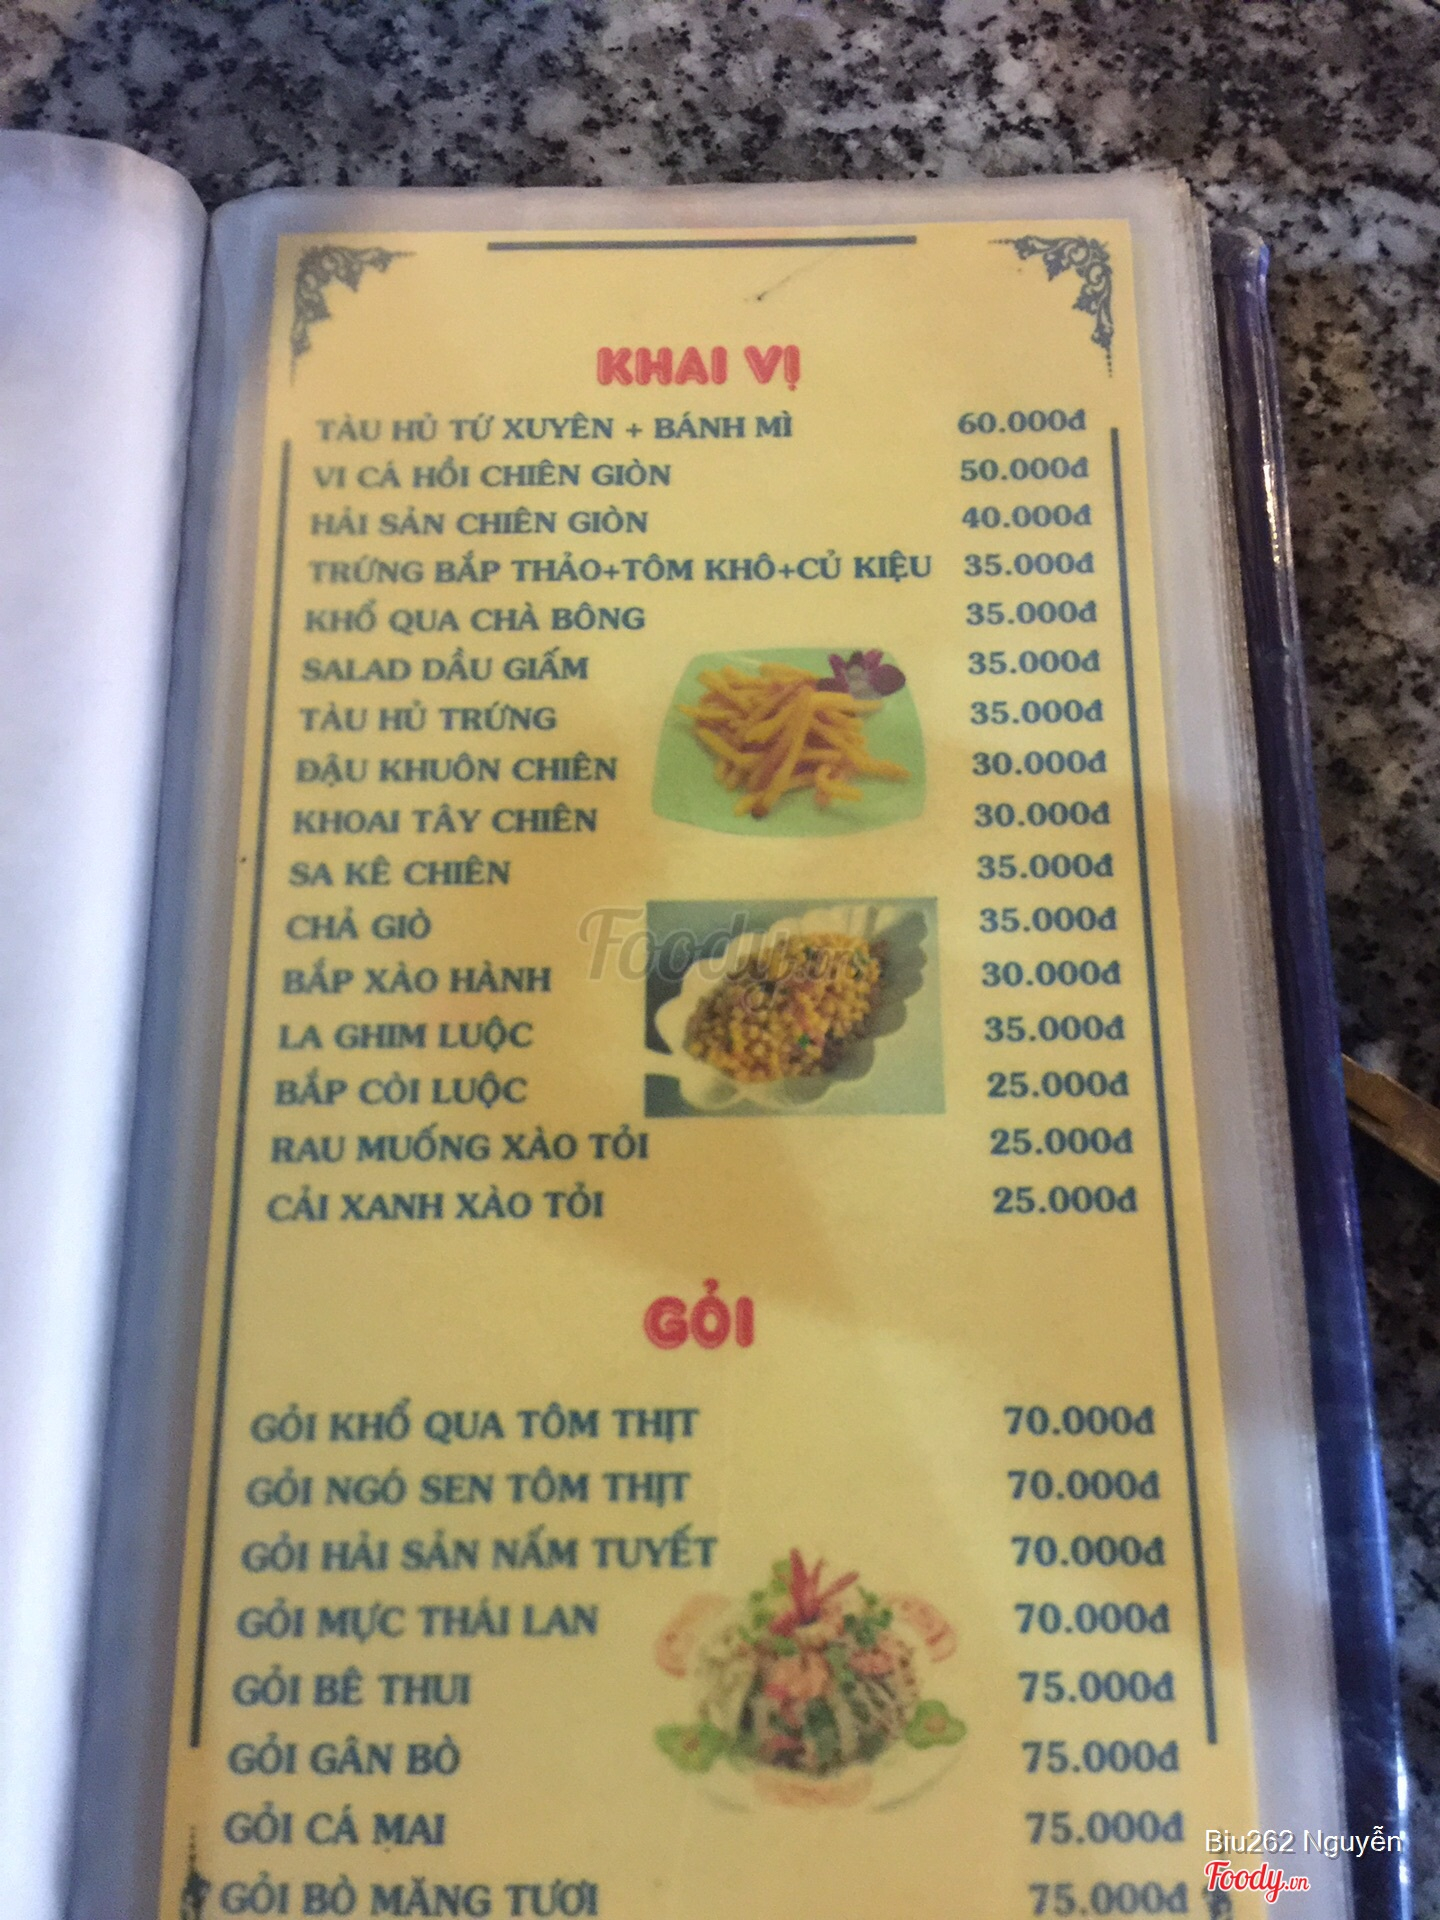 KHAI VỊ
TÀU HỦ TỨ XUYÊN + BÁNH MÌ 60.000đ
VI CÁ HỒI CHIÊN GIÒN 50.000đ
HẢI SẢN CHIÊN GIÒN 40.000đ
TRỨNG BẮP THẢO+TÔM KHÔ+CỦ KIỆU 35.000đ
KHỔ QUA CHÀ BÔNG 35.000đ
SALAD DẦU GIẤM 35.000đ
TÀU HỦ TRỨNG 35.000đ
ĐẬU KHUÔN CHIÊN 30.000đ
KHOAI TÂY CHIÊN 30.000đ
SA KÊ CHIÊN 35.000đ
CHẢ GIÒ 35.000đ
BẮP XÀO HÀNH 30.000đ
LA GHIM LUỘC 35.000đ
BẮP CÒI LUỘC 25.000đ
RAU MUỐNG XÀO TỎI 25.000đ
CẢI XANH XÀO TỎI 25.000đ
GỎI
GỎI KHỔ QUA TÔM THỊT 70.000đ
GỎI NGÓ SEN TÔM THỊT 70.000đ
GỎI HẢI SẢN NẤM TUYẾT 70.000đ
GỎI MỰC THÁI LAN 70.000đ
GỎI BÊ THUI 75.000đ
GỎI GÂN BÒ 75.000đ
GỎI CÁ MAI 75.000đ
GỎI BÒ MĂNG TƯƠI 75.000đ
Foody.vn
Biu262 Nguyễn
Foody.vn